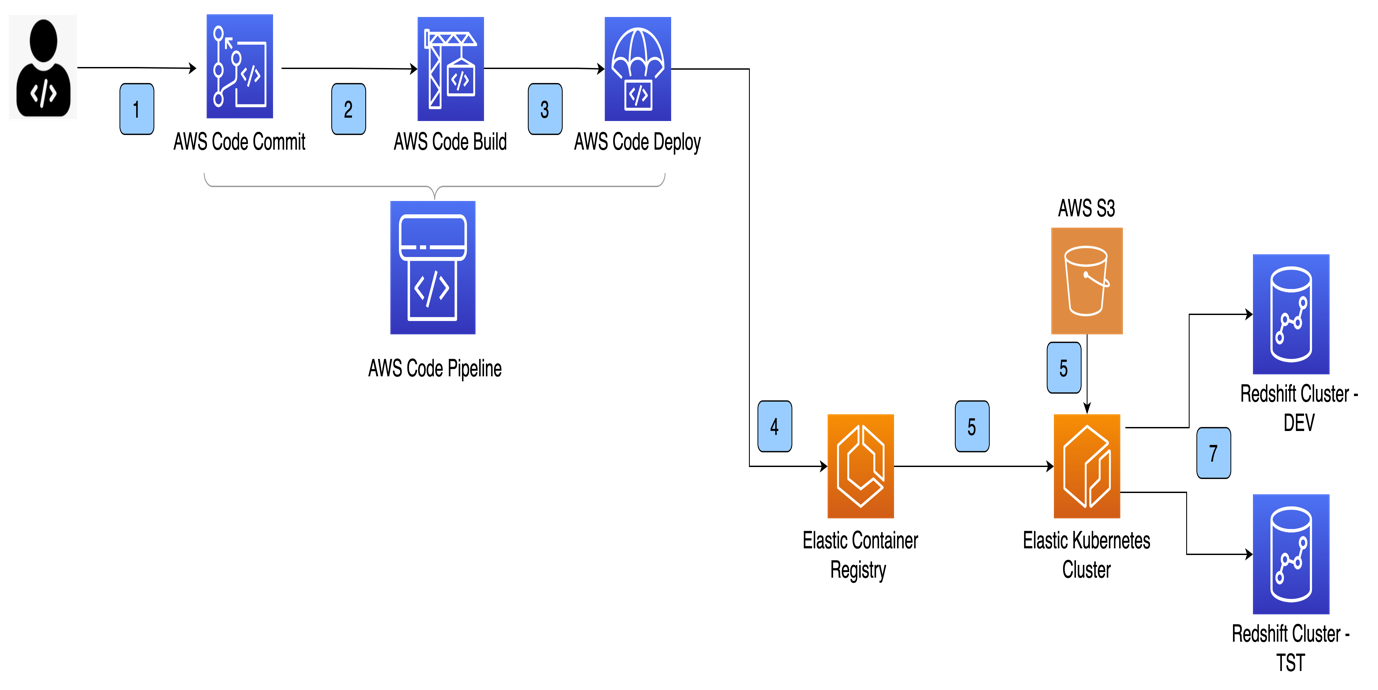 1
2
3
AWS Code Commit
AWS Code Build
AWS Code Deploy
AWS Code Pipeline
AWS S3
5
4
5
7
Redshift Cluster -
DEV
Elastic Container
Registry
Elastic Kubernetes
Cluster
Redshift Cluster -
TST